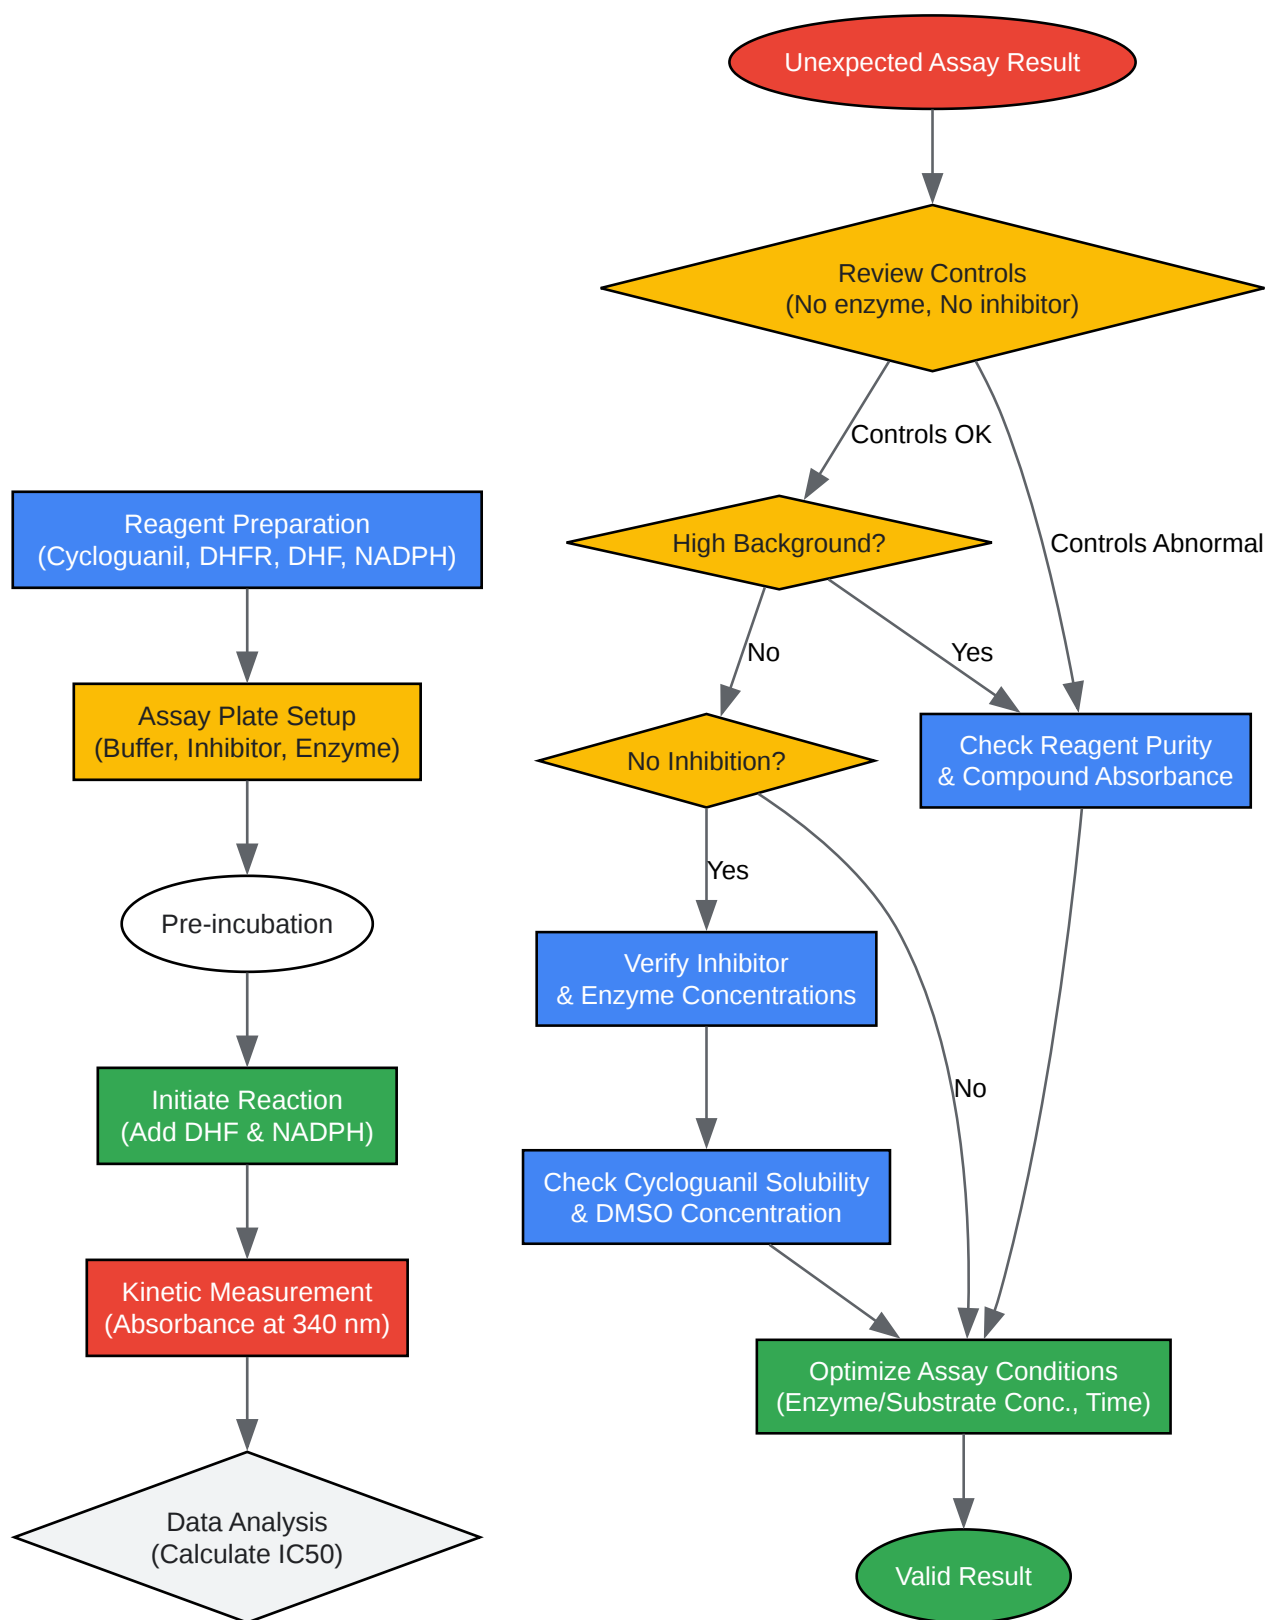 Unexpected Assay Result
Review Controls
(No enzyme, No inhibitor)
Controls OK
Controls Abnormal
High Background?
No
Yes
No Inhibition?
Check Reagent Purity
& Compound Absorbance
Yes
Verify Inhibitor
& Enzyme Concentrations
No
Check Cycloguanil Solubility
& DMSO Concentration
Optimize Assay Conditions
(Enzyme/Substrate Conc., Time)
Valid Result
Reagent Preparation
(Cycloguanil, DHFR, DHF, NADPH)
Assay Plate Setup
(Buffer, Inhibitor, Enzyme)
Pre-incubation
Initiate Reaction
(Add DHF & NADPH)
Kinetic Measurement
(Absorbance at 340 nm)
Data Analysis
(Calculate IC50)